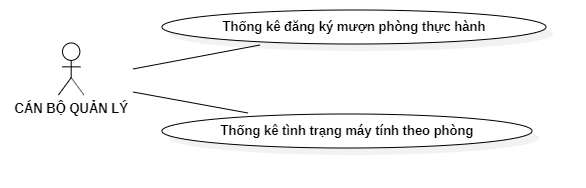 Thống kê đăng ký mượn phòng thực hành
CÁN BỘ QUẢN LÝ
Thống kê tình trạng máy tính theo phòng